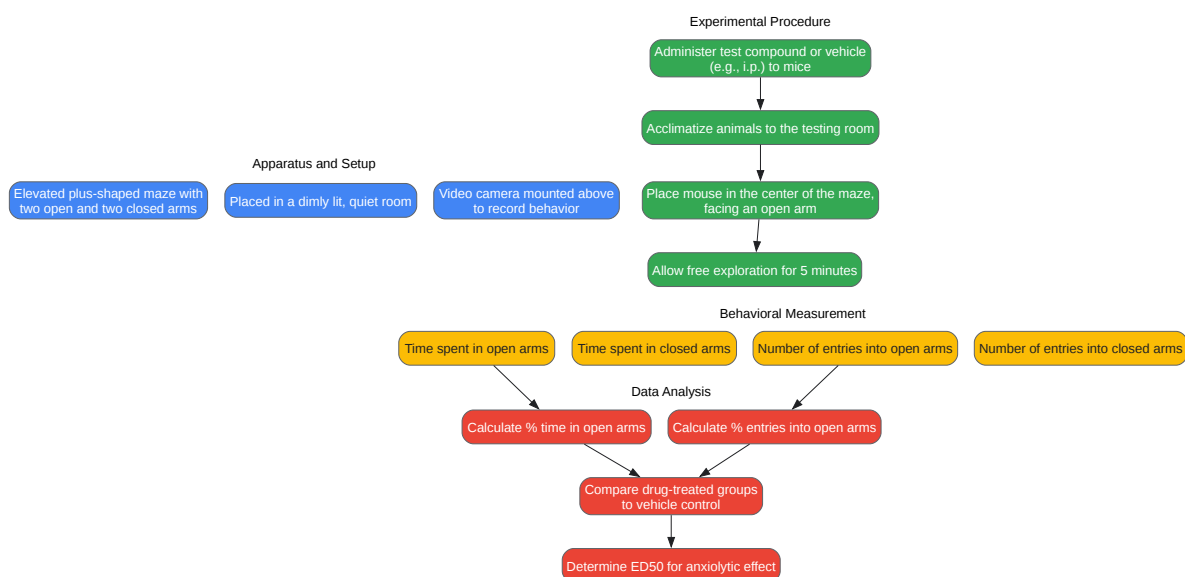 Experimental Procedure
Administer test compound or vehicle
(e.g., i.p.) to mice
Acclimatize animals to the testing room
Apparatus and Setup
Elevated plus-shaped maze with
two open and two closed arms
Placed in a dimly lit, quiet room
Video camera mounted above
to record behavior
Place mouse in the center of the maze,
facing an open arm
Allow free exploration for 5 minutes
Behavioral Measurement
Time spent in open arms
Time spent in closed arms
Number of entries into open arms
Number of entries into closed arms
Data Analysis
Calculate % time in open arms
Calculate % entries into open arms
Compare drug-treated groups
to vehicle control
Determine ED50 for anxiolytic effect